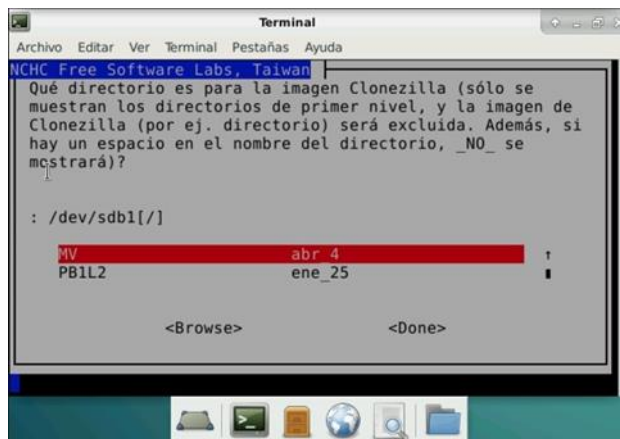 Terminal
Archivo Editar Ver Terminal Pestañas Ayuda
NCHC Free Software Labs, Taiwan
Qué directorio es para la imagen Clonezilla (sólo se
muestran los directorios de primer nivel, y la imagen de
Clonezilla (por ej. directorio) será excluida. Además, si
hay un espacio en el nombre del directorio, _NO_ se
mostrará)?
: /dev/sdb1[/]
MV abr_4
PB1L2 ene_25
<Browse> <Done>